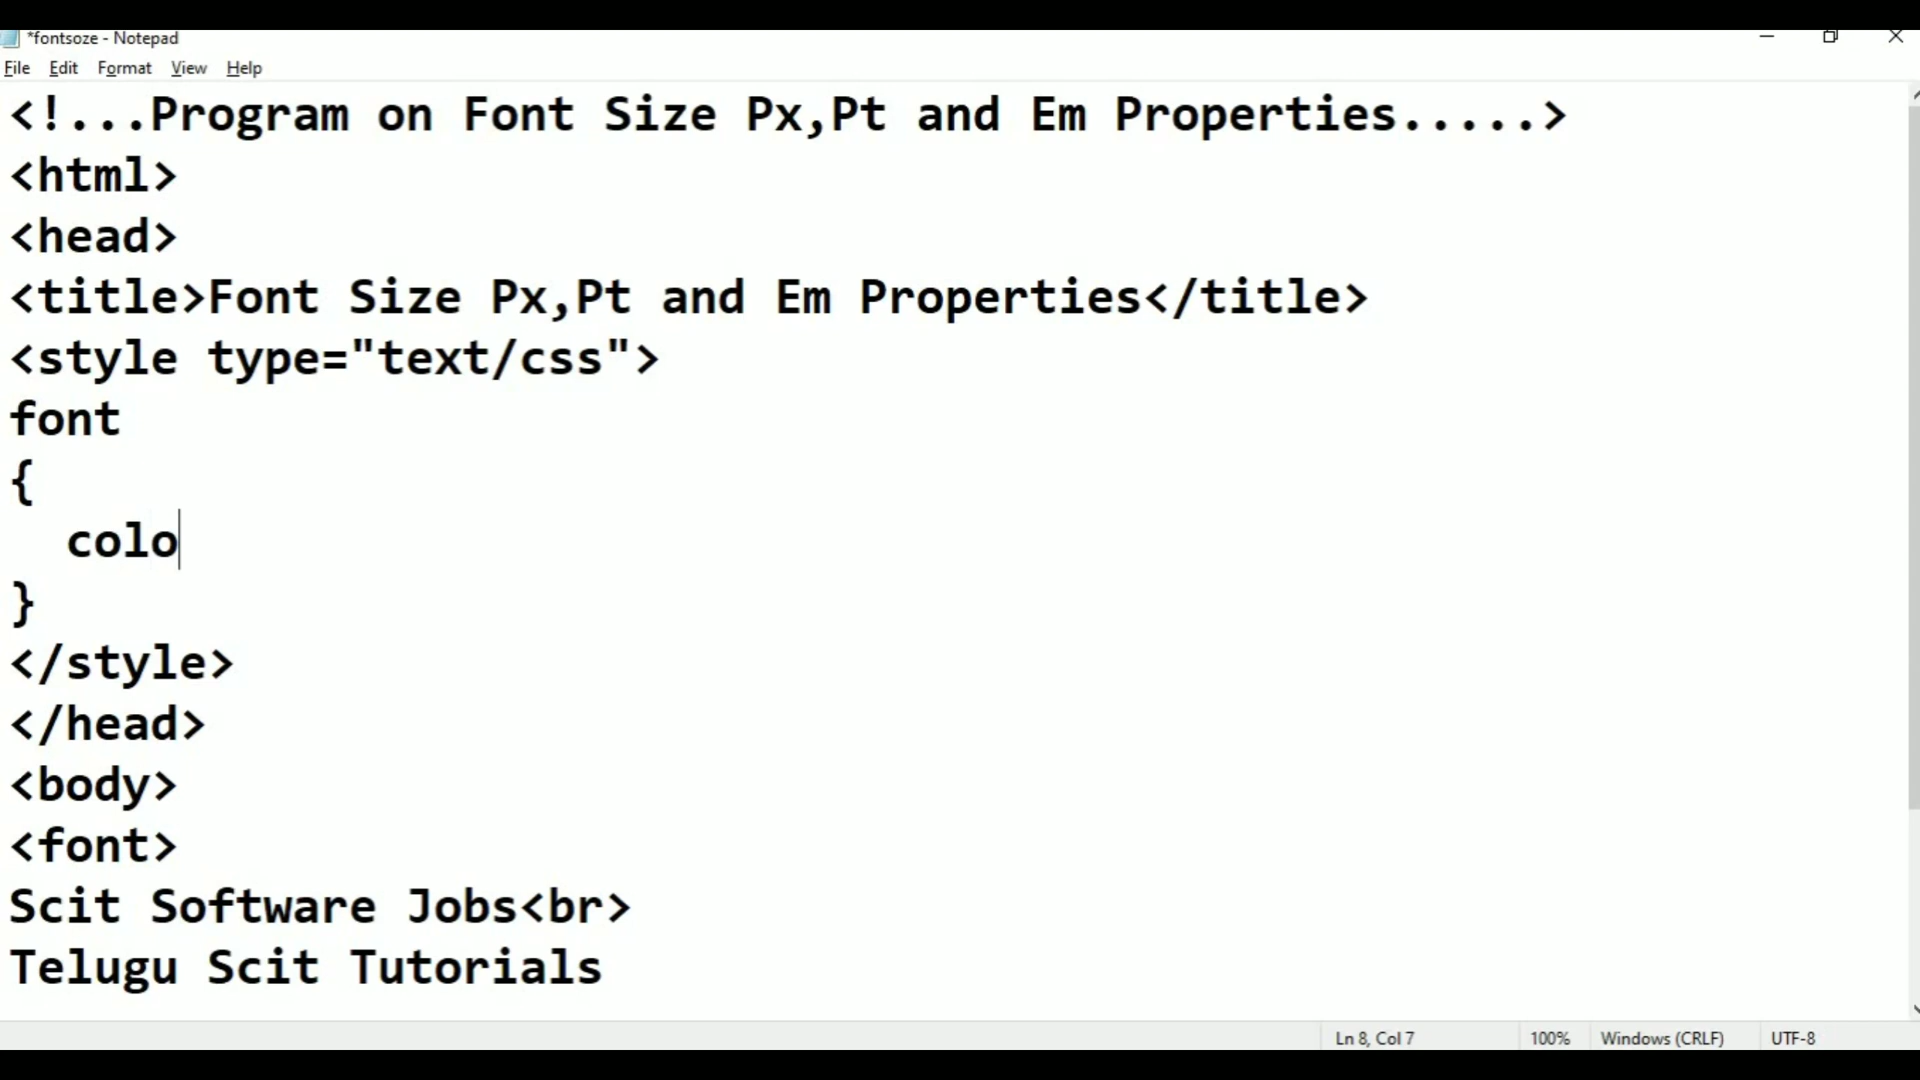 *fontsoze - Notepad
File Edit Format View Help
<!...Program on Font Size Px,Pt and Em Properties.....>
<html>
<head>
<title>Font Size Px,Pt and Em Properties</title>
<style type="text/css">
font
{
  colo
}
</style>
</head>
<body>
<font>
Scit Software Jobs<br>
Telugu Scit Tutorials
Ln 8, Col 7 100% Windows (CRLF) UTF-8